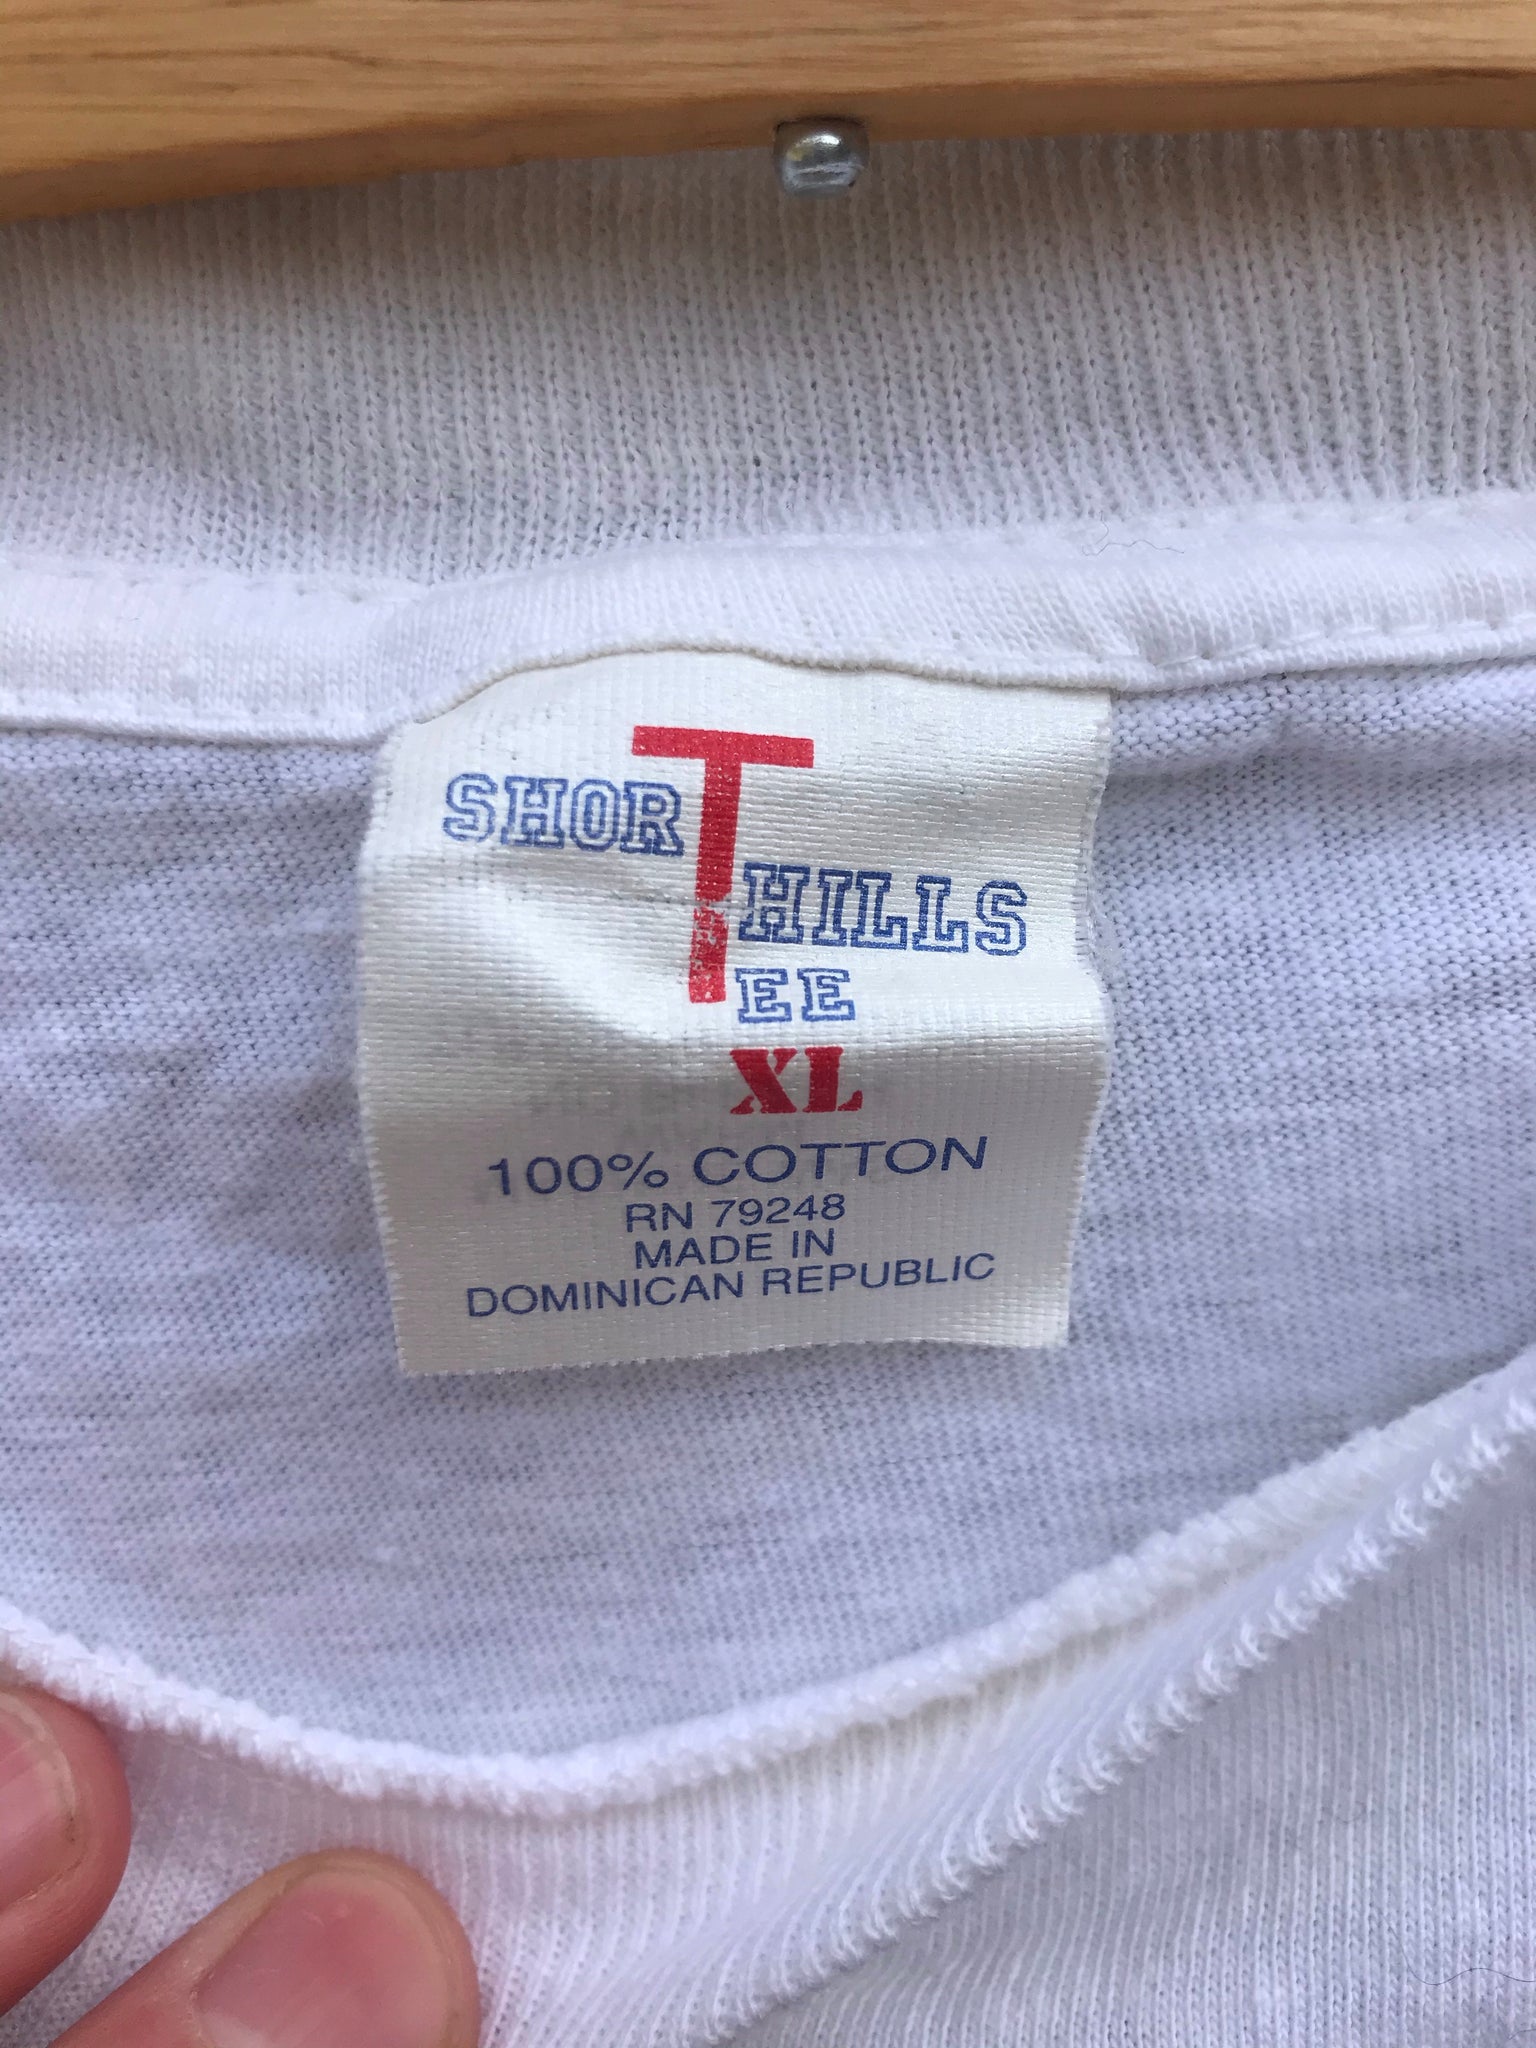 SHORT HILLS
TEE
XL
100% COTTON
RN 79248
MADE IN
DOMINICAN REPUBLIC